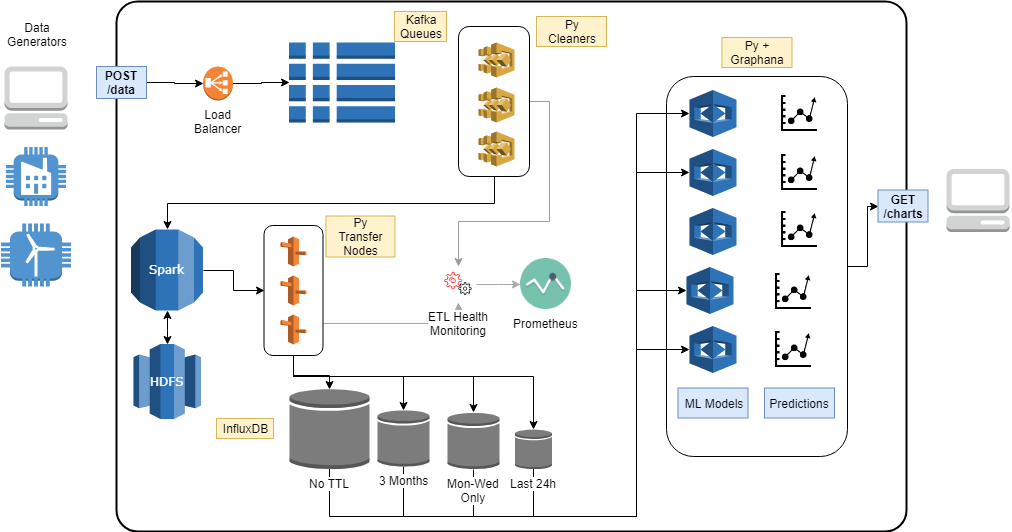 Data
Generators
POST
/data
Load
Balancer
Kafka
Queues
Py
Cleaners
Py +
Graphana
Spark
HDFS
Py
Transfer
Nodes
ETL Health
Monitoring
Prometheus
InfluxDB
No TTL
3 Months
Mon-Wed
Only
Last 24h
ML Models
Predictions
GET
/charts